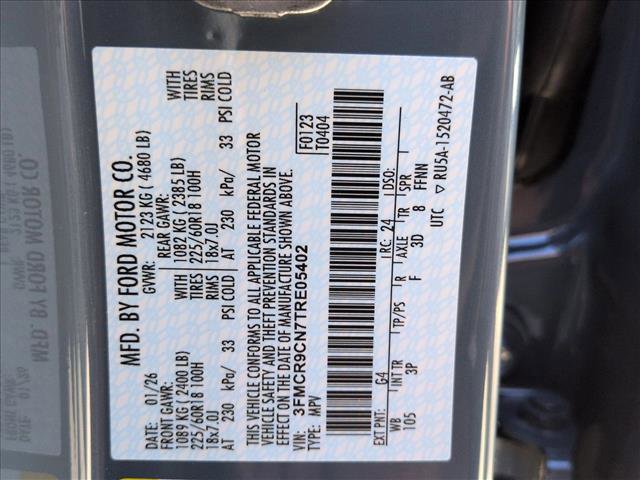 MFD. BY FORD MOTOR CO.
DATE: 01/26 GVWR: 2123 KG ( 4680 LB)
FRONT GAWR: REAR GAWR:
1089 KG ( 2400 LB) 1082 KG ( 2385 LB) WITH
225/60R18 100H TIRES 225/60R18 100H TIRES
18x7.0J RIMS 18x7.0J RIMS
AT 230 kPa/ 33 PSI COLD AT 230 kPa/ 33 PSI COLD
THIS VEHICLE CONFORMS TO ALL APPLICABLE FEDERAL MOTOR
VEHICLE SAFETY AND THEFT PREVENTION STANDARDS IN
EFFECT ON THE DATE OF MANUFACTURE SHOWN ABOVE.
VIN: 3FMCR9CN7TRE05402 F0123
TYPE: MPV T0404
EXT PNT: G4 RC: 24 DSO:
WB INT TR TP/PS R AXLE TR SPR
105 3P F 3D 8 FFNN
UTC ▽ RU5A-1520472-AB